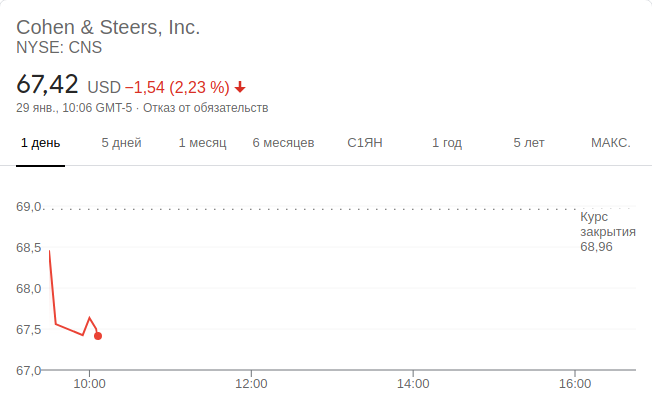 Cohen & Steers, Inc.
NYSE: CNS
67,42 USD −1,54 (2,23 %)
29 янв., 10:06 GMT-5 · Отказ от обязательств
1 день 5 дней 1 месяц 6 месяцев С1ЯН 1 год 5 лет МАКС.
69,0
Курс
закрытия
68,96
68,5
68,0
67,5
67,0
10:00 12:00 14:00 16:00